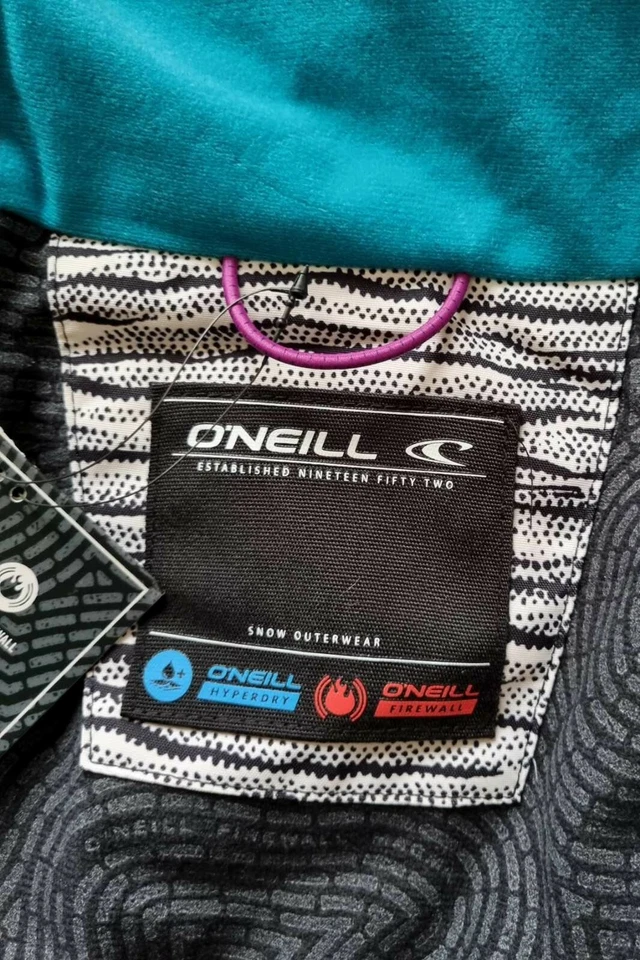 O'NEILL
ESTABLISHED NINETEEN FIFTY TWO
SNOW OUTERWEAR
O'NEILL
HYPERDRY
O'NEILL
FIREWALL